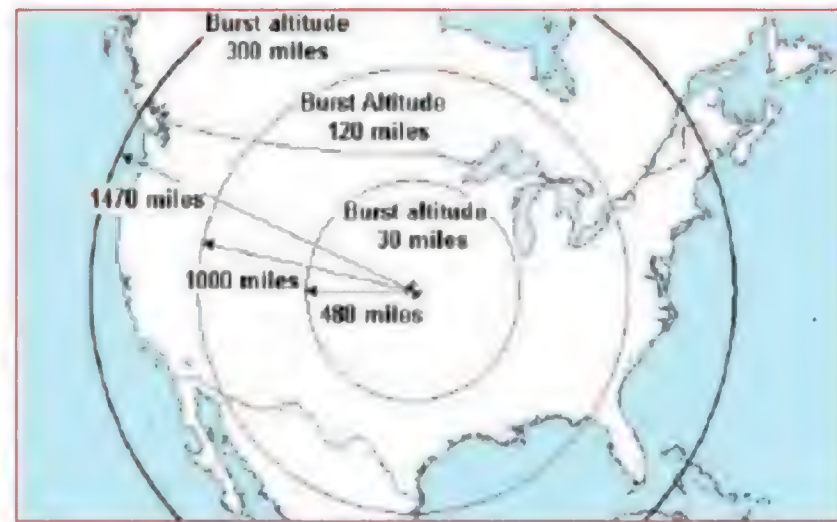 Burst altitude
300 miles
Burst Altitude
120 miles
1470 miles
Burst altitude
30 miles
1000 miles
480 miles